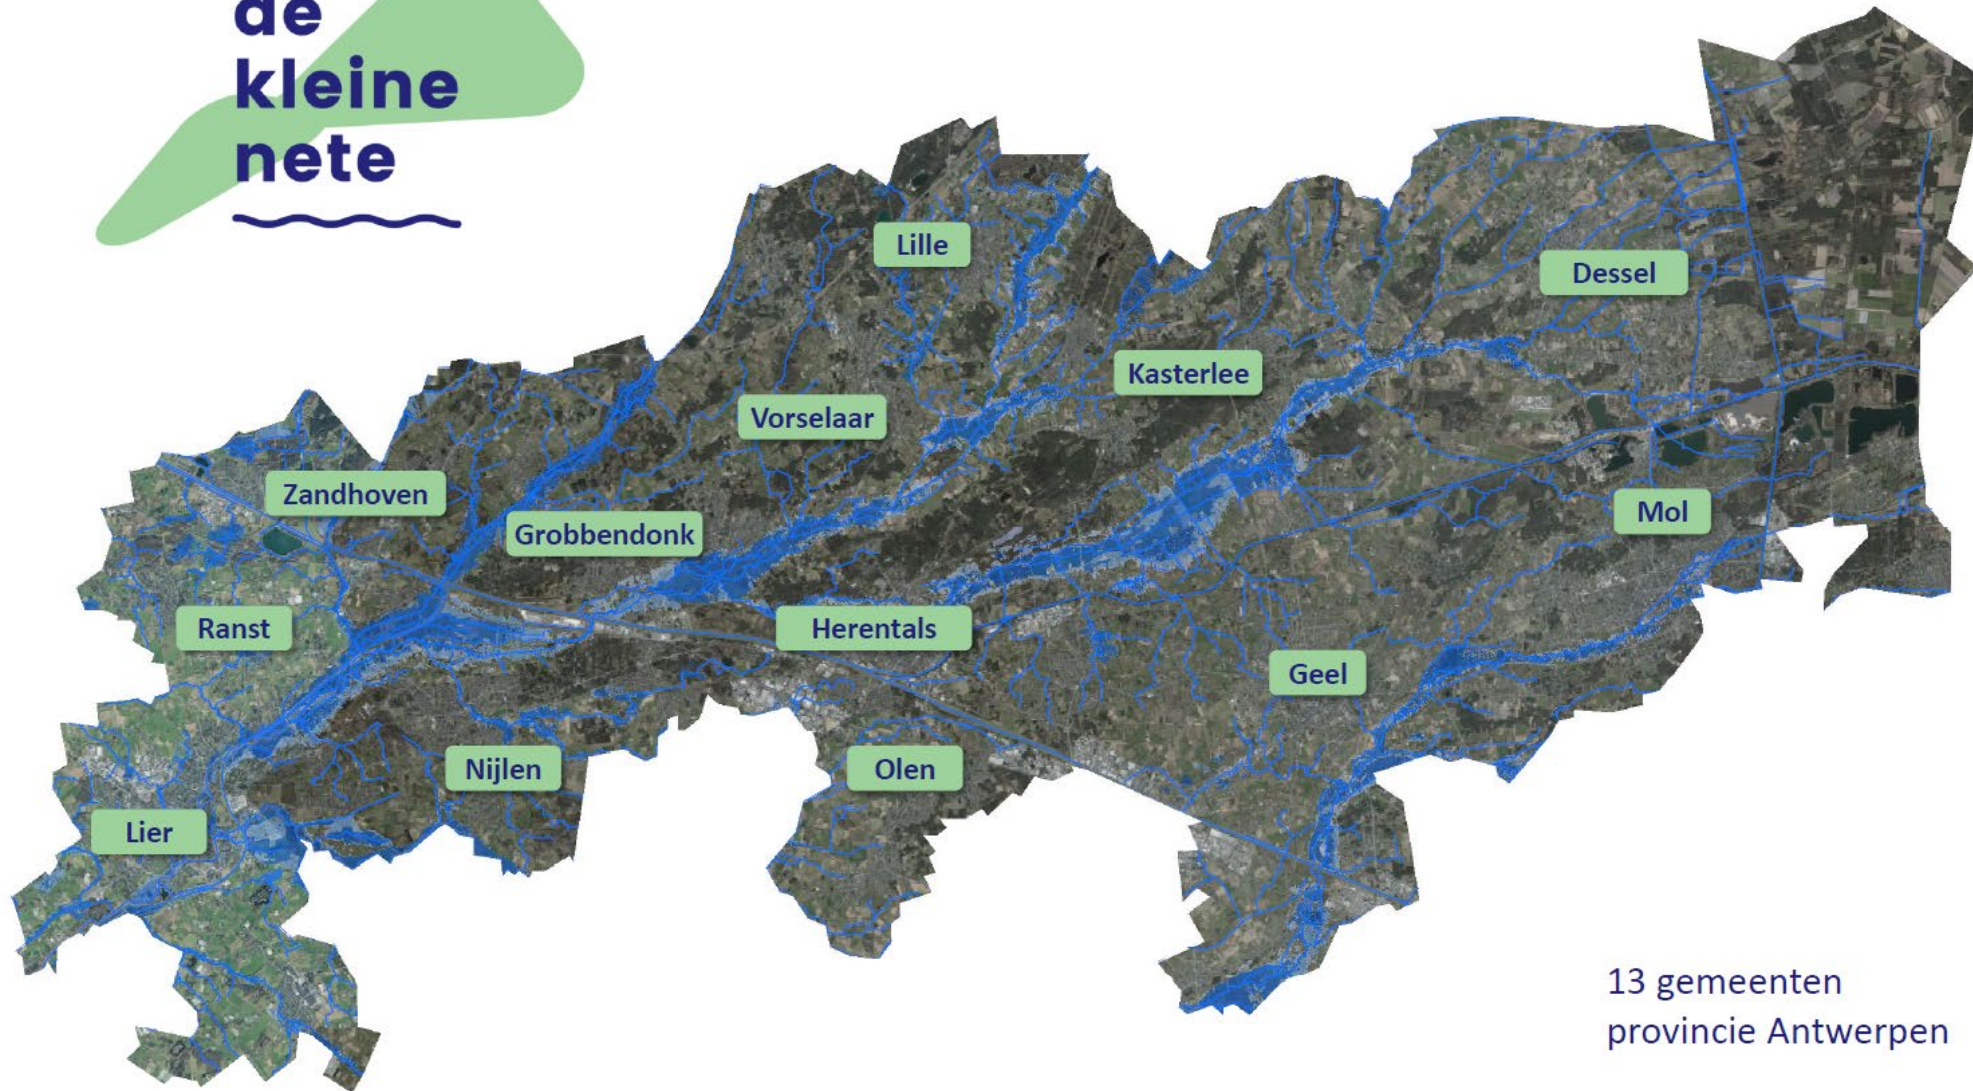 de
kleine
nete
Lille
Dessel
Kasterlee
Vorselaar
Zandhoven
Mol
Grobbendonk
Ranst
Herentals
Geel
Nijlen
Olen
Lier
13 gemeenten
provincie Antwerpen